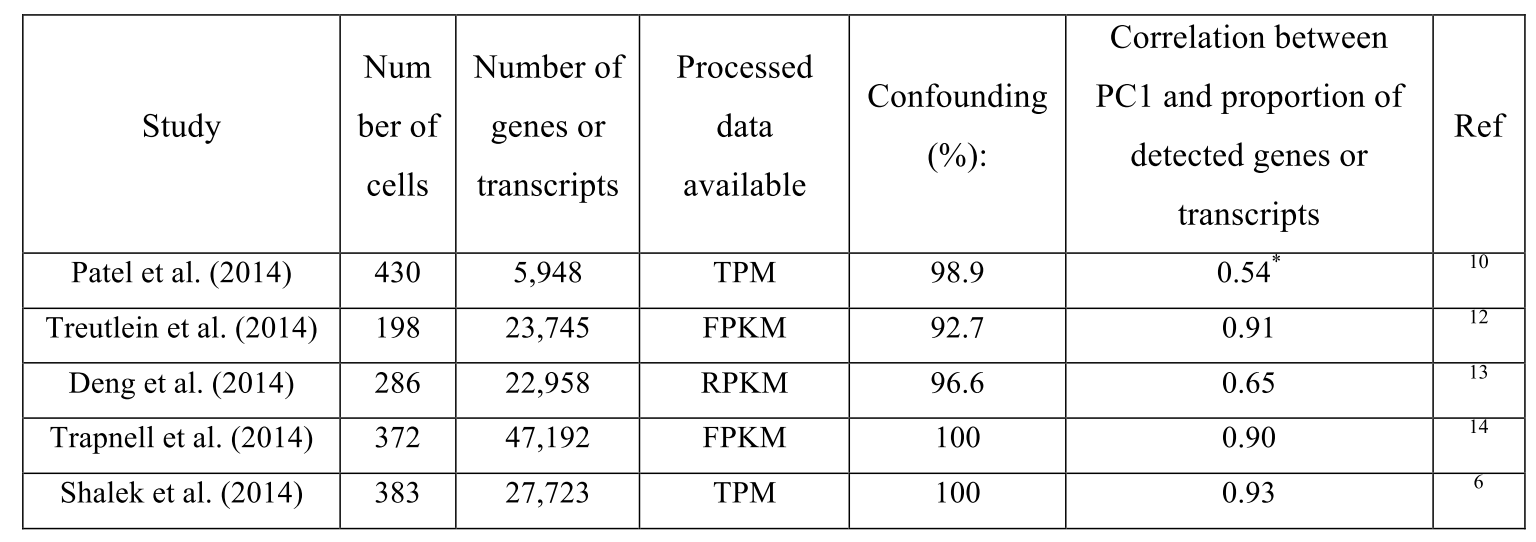 Study
Num
ber of
cells
Number of
genes or
transcripts
Processed
data
available
Confounding
(%):
Correlation between
PC1 and proportion of
detected genes or
transcripts
Ref
Patel et al. (2014) 430 5,948 TPM 98.9 0.54* 10
Treutlein et al. (2014) 198 23,745 FPKM 92.7 0.91 12
Deng et al. (2014) 286 22,958 RPKM 96.6 0.65 13
Trapnell et al. (2014) 372 47,192 FPKM 100 0.90 14
Shalek et al. (2014) 383 27,723 TPM 100 0.93 6